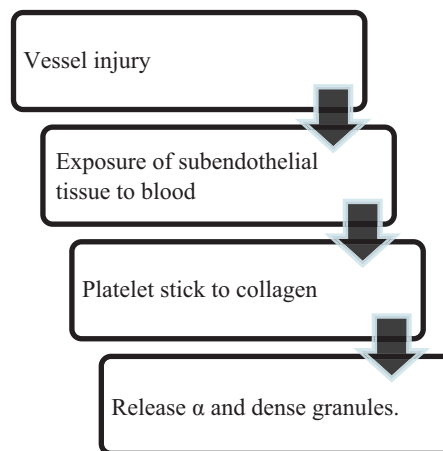 Vessel injury
Exposure of subendothelial
tissue to blood
Platelet stick to collagen
Release α and dense granules.